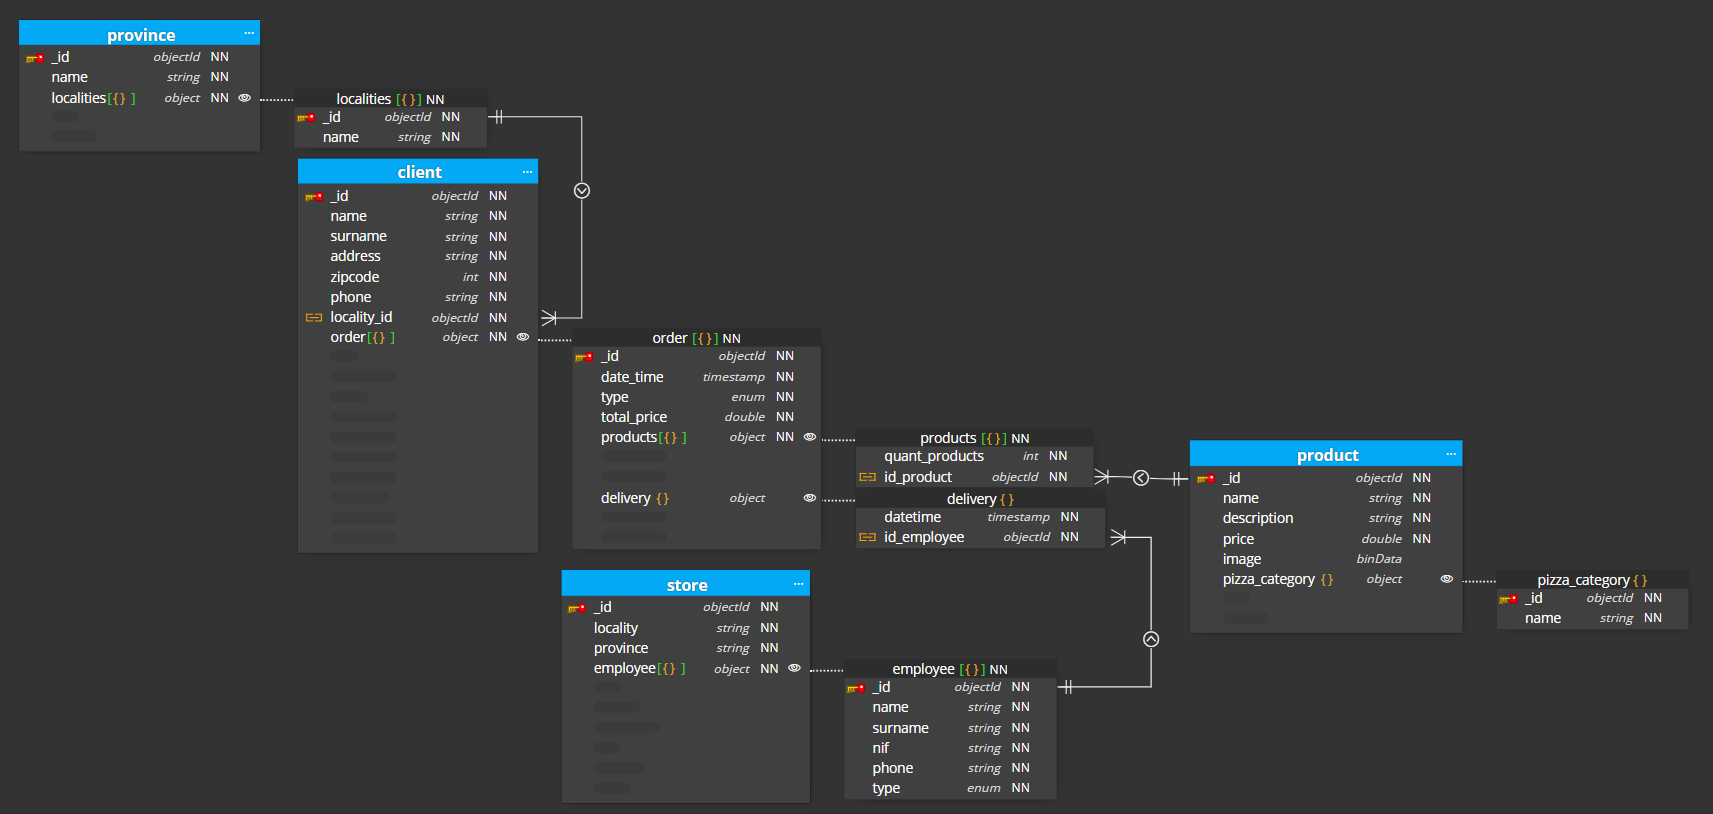 province ...
_id objectId NN
name string NN
localities[{} ] object NN
localities [{}] NN
_id objectId NN
name string NN
client ...
_id objectId NN
name string NN
surname string NN
address string NN
zipcode int NN
phone string NN
locality_id objectId NN
order[{} ] object NN
order [{}] NN
_id objectId NN
date_time timestamp NN
type enum NN
total_price double NN
products[{} ] object NN
delivery {} object
products [{}] NN
quant_products int NN
id_product objectId NN
delivery {}
datetime timestamp NN
id_employee objectId NN
product ...
_id objectId NN
name string NN
description string NN
price double NN
image binData
pizza_category {} object
pizza_category {}
_id objectId NN
name string NN
store ...
_id objectId NN
locality string NN
province string NN
employee[{} ] object NN
employee [{}] NN
_id objectId NN
name string NN
surname string NN
nif string NN
phone string NN
type enum NN